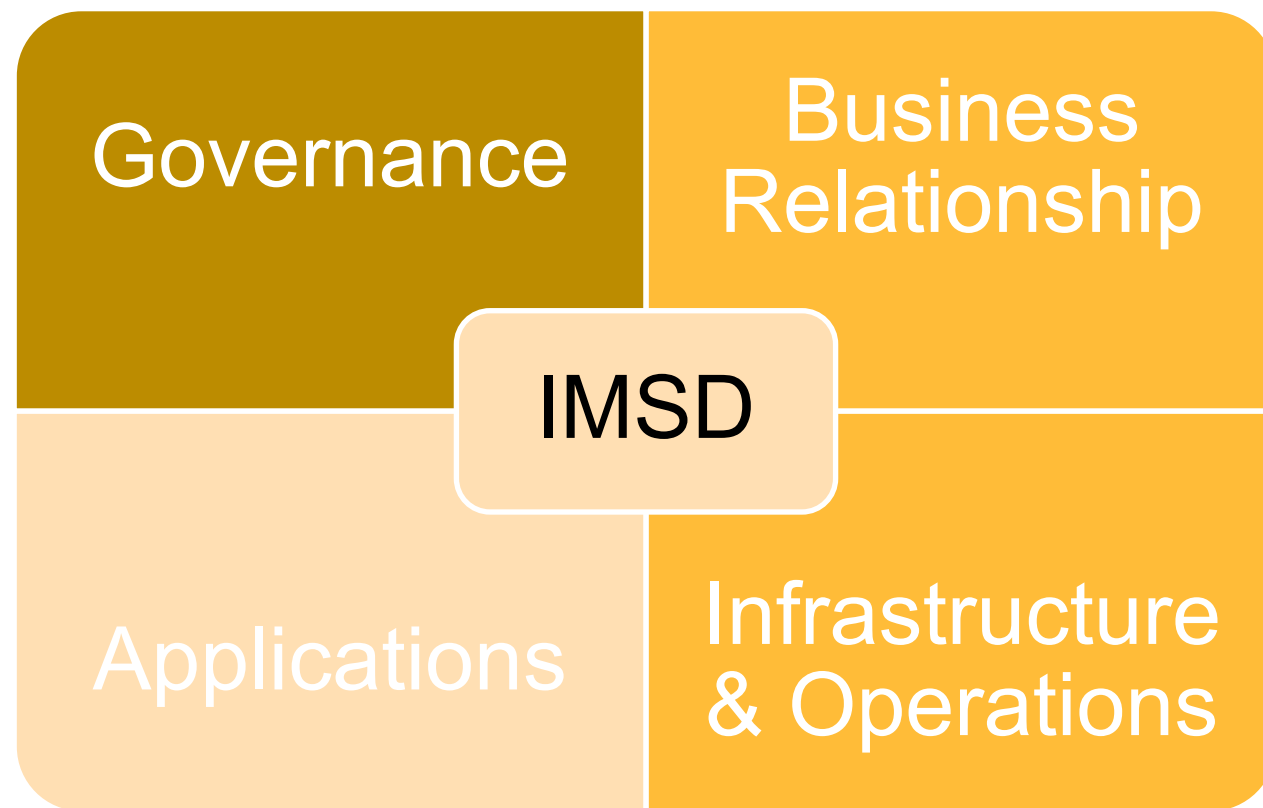 Governance
Business
Relationship
IMSD
Applications
Infrastructure
& Operations